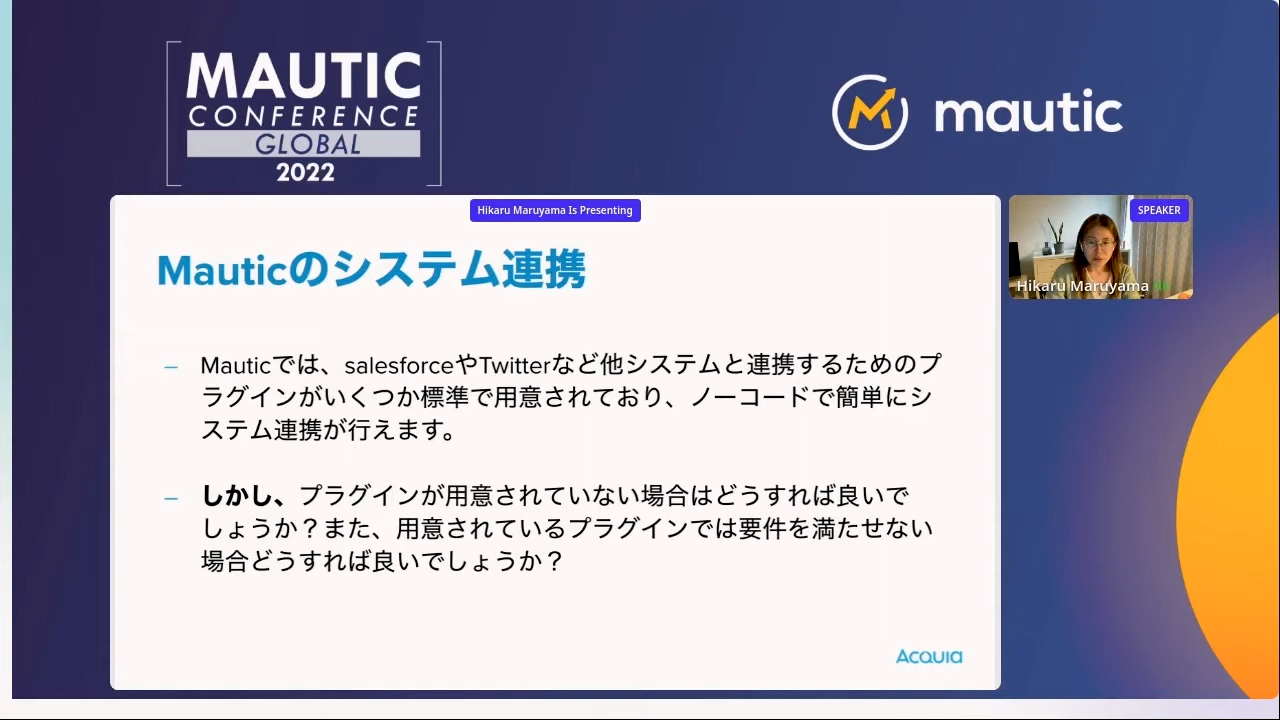 MAUTIC
CONFERENCE
GLOBAL
2022
mautic
Hikaru Maruyama Is Presenting
SPEAKER
Hikaru Maruyama
Mauticのシステム連携
– Mauticでは、salesforceやTwitterなど他システムと連携するためのプ
ラグインがいくつか標準で用意されており、ノーコードで簡単にシ
ステム連携が行えます。
– しかし、プラグインが用意されていない場合はどうすれば良いで
しょうか？また、用意されているプラグインでは要件を満たせない
場合どうすれば良いでしょうか？
Acquia